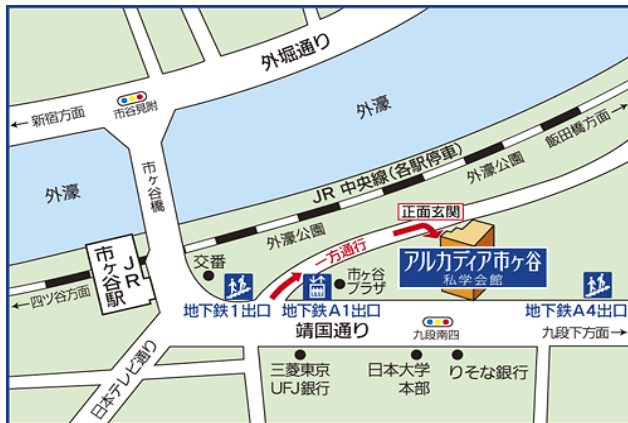 外堀通り
市谷見附
← 新宿方面
外濠
飯田橋方面→
市ヶ谷橋
JR 中央線(各駅停車)
外濠公園
外濠
正面玄関
外濠公園
一方通行
アルカディア市ヶ谷
私学会館
JR
市ヶ谷駅
交番
市ヶ谷
プラザ
←四ツ谷方面
地下鉄1出口
地下鉄A1出口
地下鉄A4出口
靖国通り
九段南四
九段下方面→
日本テレビ通り
三菱東京
UFJ銀行
日本大学
本部
りそな銀行